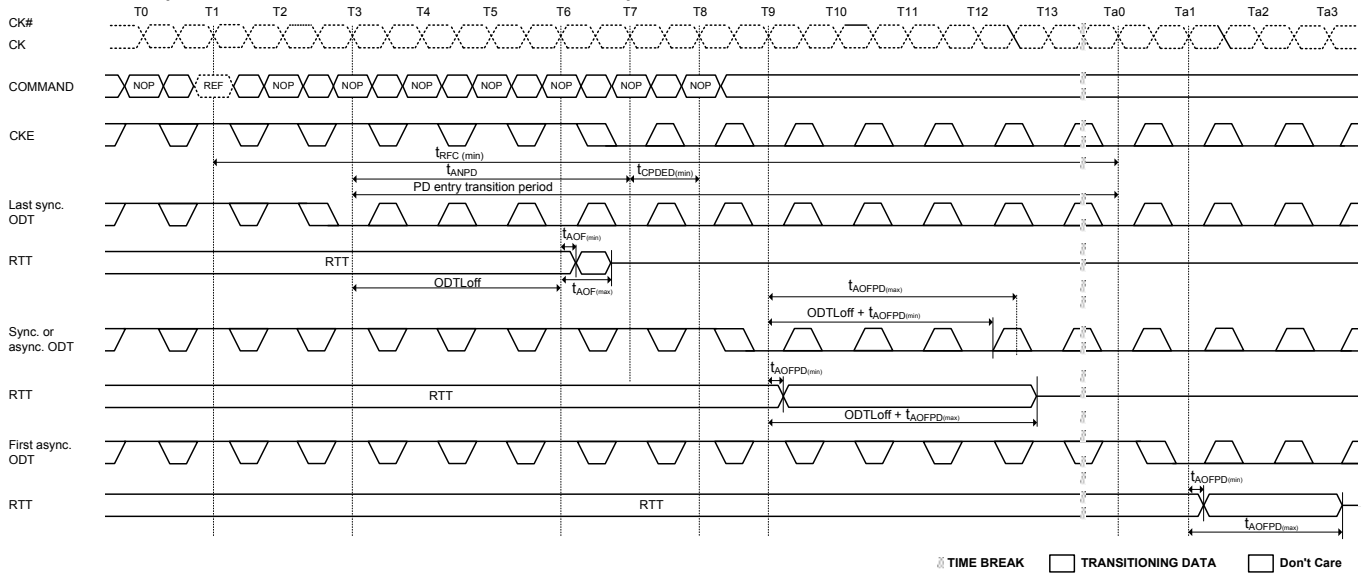 T0 T1 T2 T3 T4 T5 T6 T7 T8 T9 T10 T11 T12 T13 Ta0 Ta1 Ta2 Ta3
CK#
CK
COMMAND NOP REF NOP NOP NOP NOP NOP NOP NOP
CKE
tRFC (min)
tANPD tCPDED(min)
PD entry transition period
Last sync.
ODT
tAOF(min)
RTT RTT
ODTLoff tAOF(max)
tAOFPD(max)
ODTLoff + tAOFPD(min)
Sync. or
async. ODT
tAOFPD(min)
RTT RTT
ODTLoff + tAOFPD(max)
First async.
ODT
tAOFPD(min)
RTT RTT
tAOFPD(max)
TIME BREAK TRANSITIONING DATA Don't Care